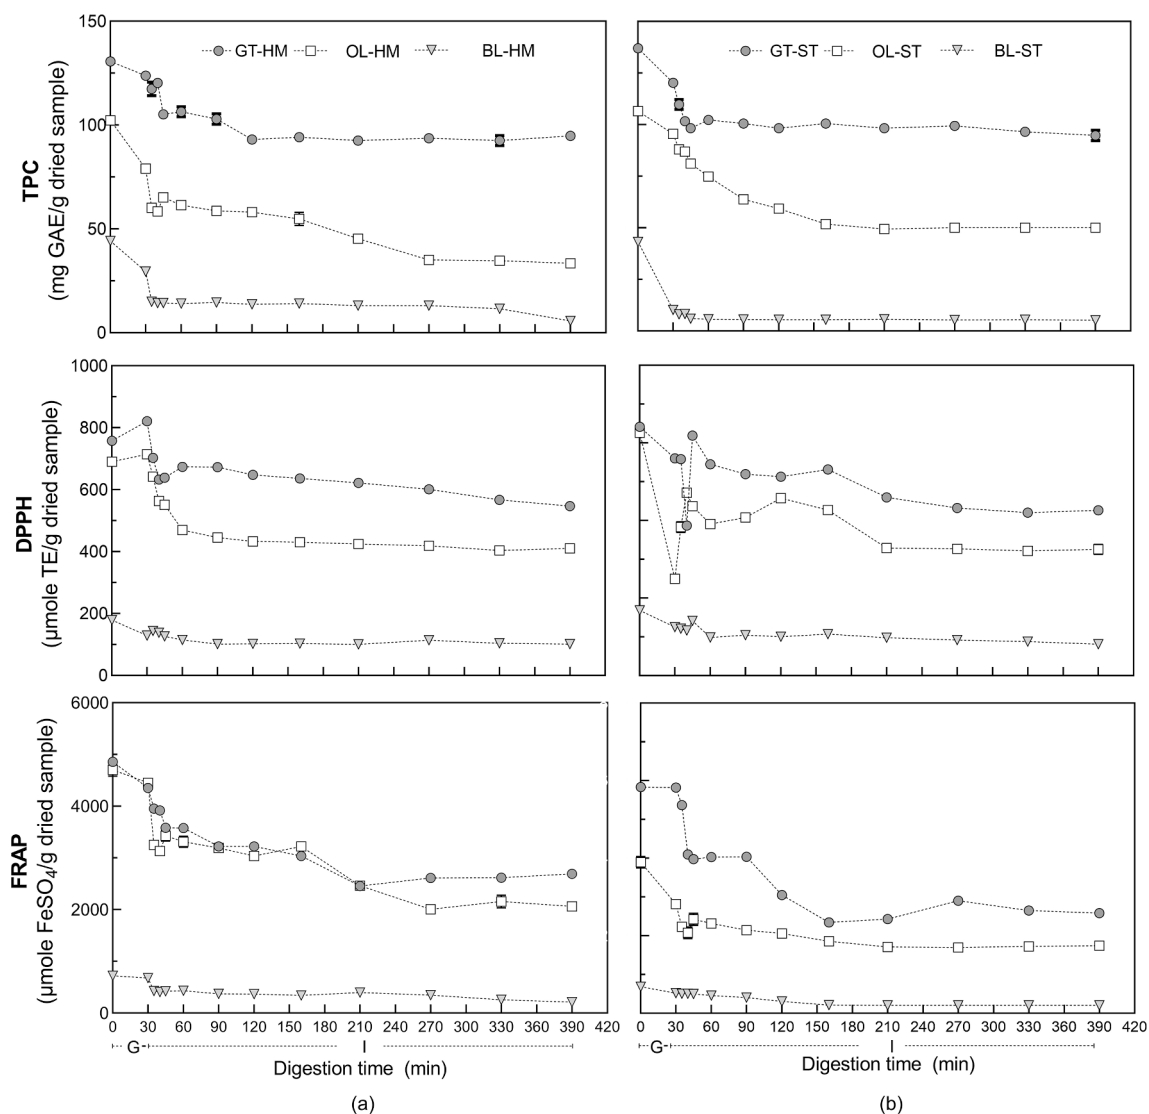 150
100
50
0
TPC
(mg GAE/g dried sample)
GT-HM OL-HM BL-HM
GT-ST OL-ST BL-ST
1000
800
600
400
200
0
DPPH
(µmole TE/g dried sample)
6000
4000
2000
0
FRAP
(µmole FeSO4/g dried sample)
0 30 60 90 120 150 180 210 240 270 300 330 360 390 420
0 30 60 90 120 150 180 210 240 270 300 330 360 390 420
G I
G I
Digestion time (min)
Digestion time (min)
(a)
(b)